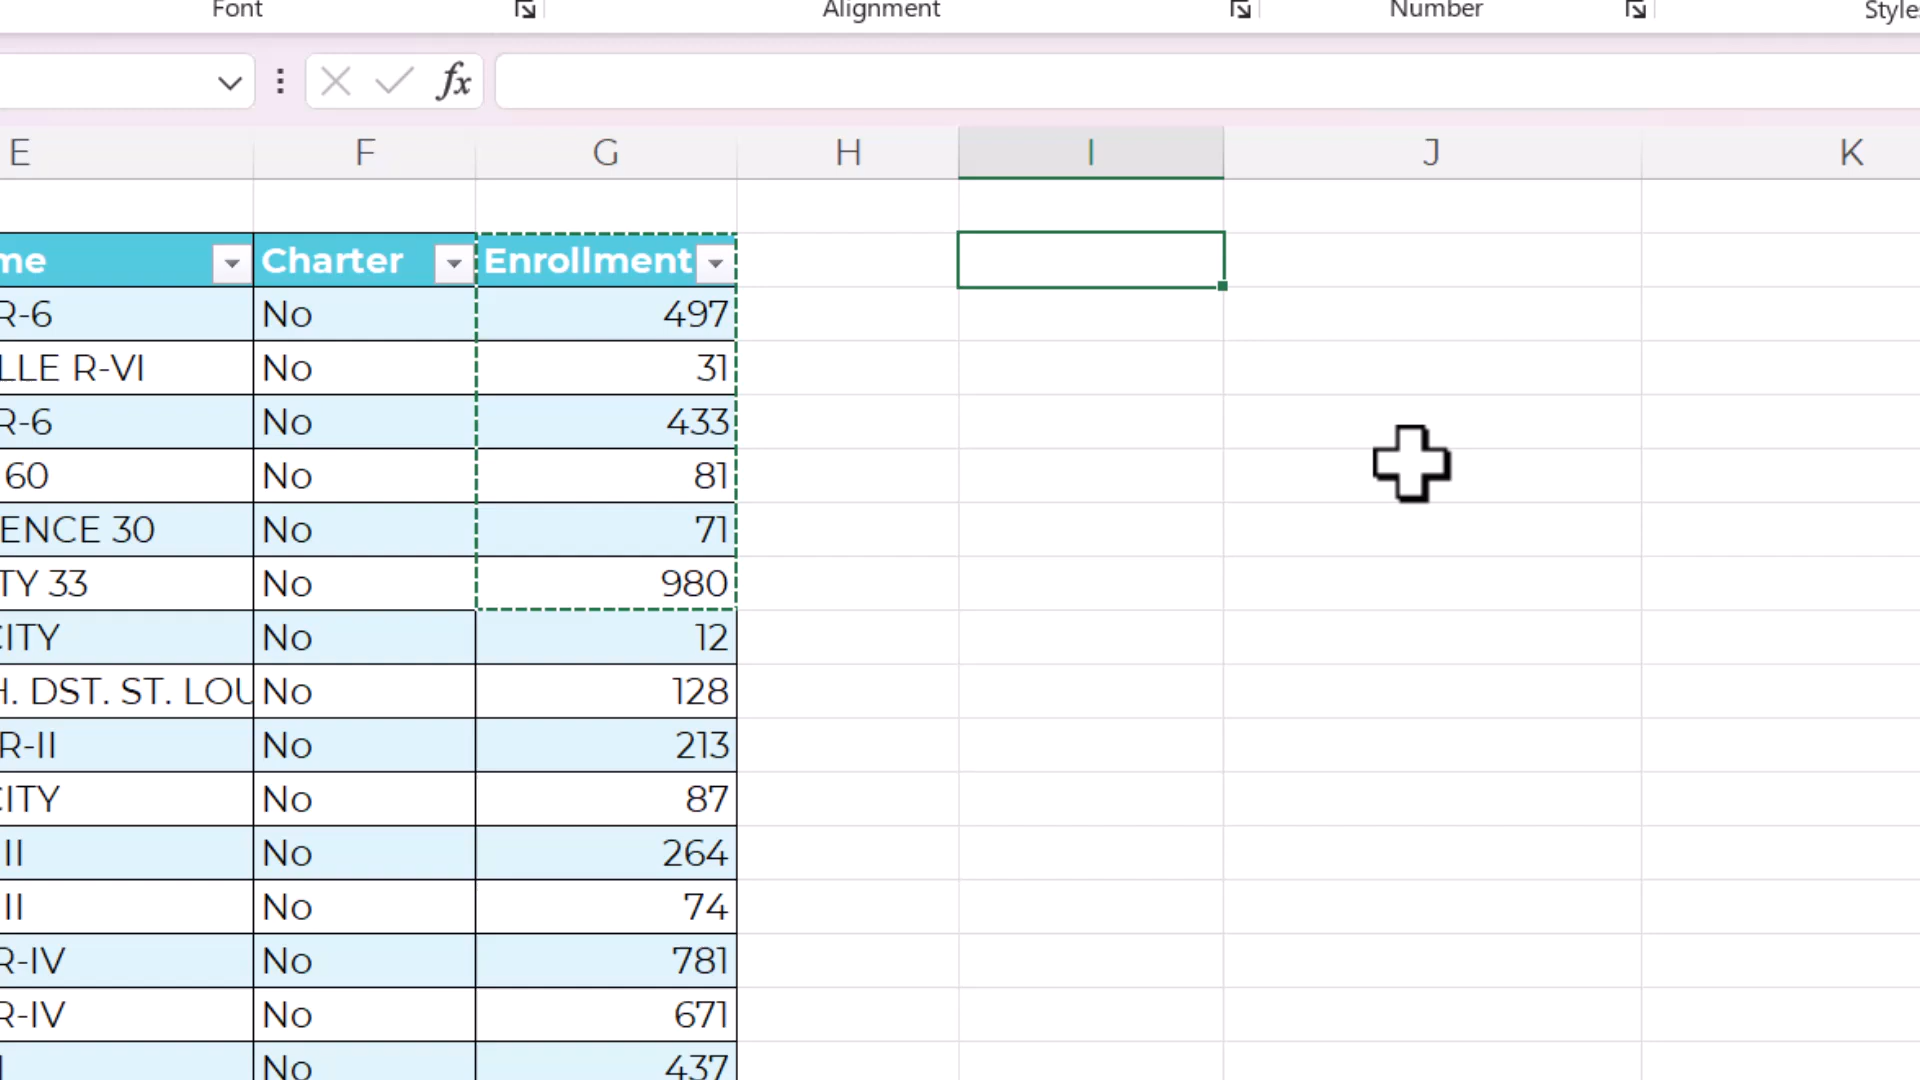 Font Alignment Number Style
fx
E F G H I J K
me Charter Enrollment
R-6 No 497
LLE R-VI No 31
R-6 No 433
60 No 81
ENCE 30 No 71
TY 33 No 980
CITY No 12
H. DST. ST. LOU No 128
R-II No 213
CITY No 87
II No 264
II No 74
R-IV No 781
R-IV No 671
No 437